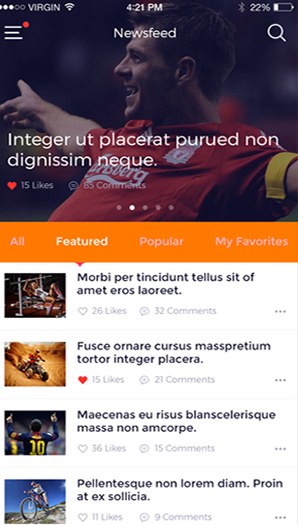 VIRGIN 4:21 PM 22%
Newsfeed
Carlsberg
Integer ut placerat purued non
dignissim neque.
15 Likes 85 Comments
All Featured Popular My Favorites
Morbi per tincidunt tellus sit of
amet eros laoreet.
26 Likes 32 Comments
Fusce ornare cursus masspretium
tortor integer placera.
15 Likes 21 Comments
Maecenas eu risus blanscelerisque
massa non amcorpe.
36 Likes 15 Comments
10
Pellentesque non lorem diam. Proin
at ex sollicia.
11 Likes 9 Comments